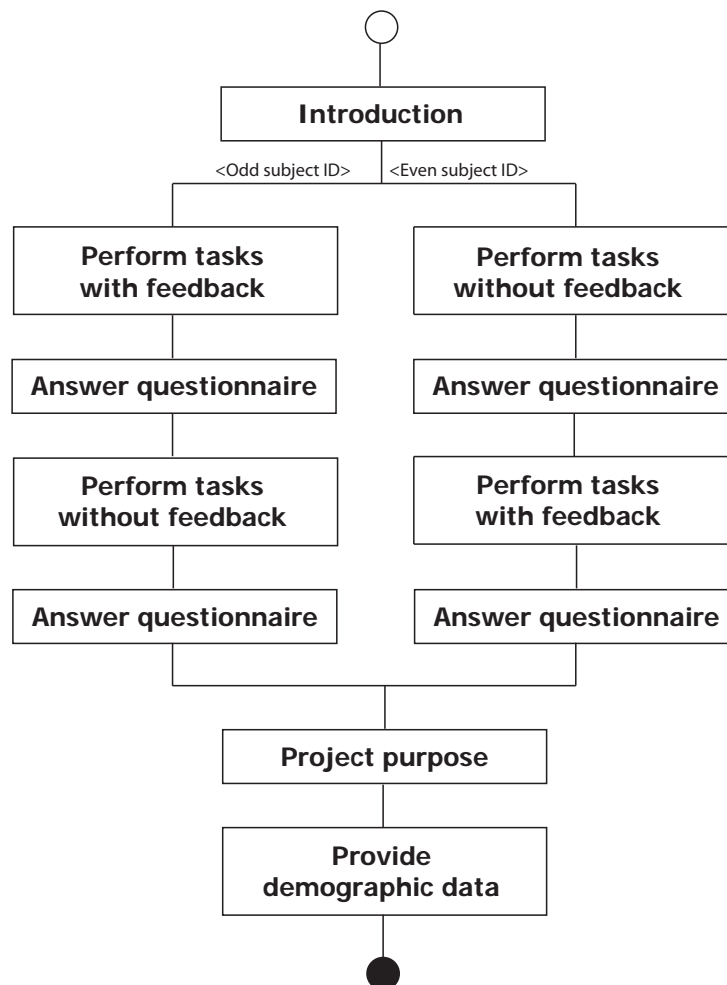 Introduction
<Odd subject ID>
<Even subject ID>
Perform tasks
with feedback
Perform tasks
without feedback
Answer questionnaire
Answer questionnaire
Perform tasks
without feedback
Perform tasks
with feedback
Answer questionnaire
Answer questionnaire
Project purpose
Provide
demographic data